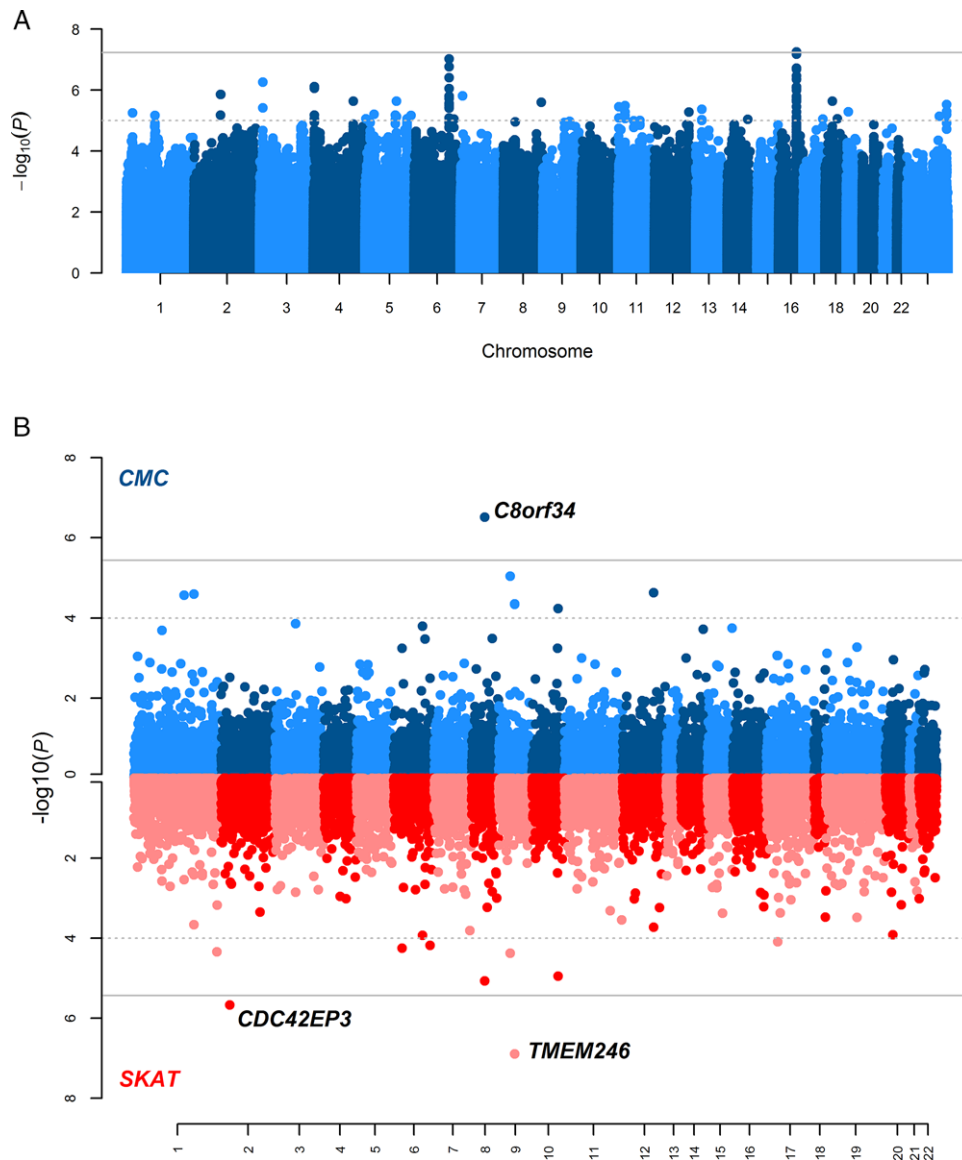 A
8
6
4
2
0
− log₁₀(P)
1 2 3 4 5 6 7 8 9 10 11 12 13 14 16 18 20 22
Chromosome
B
8
6
4
2
0
2
4
6
8
-log10(P)
CMC
C8orf34
CDC42EP3
TMEM246
SKAT
1 2 3 4 5 6 7 8 9 10 11 12 13 14 15 16 17 18 19 20 21 22